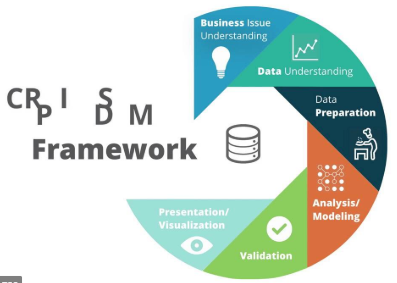 CRISP DM
Framework
Business Issue
Understanding
Data Understanding
Data
Preparation
Analysis/
Modeling
Validation
Presentation/
Visualization